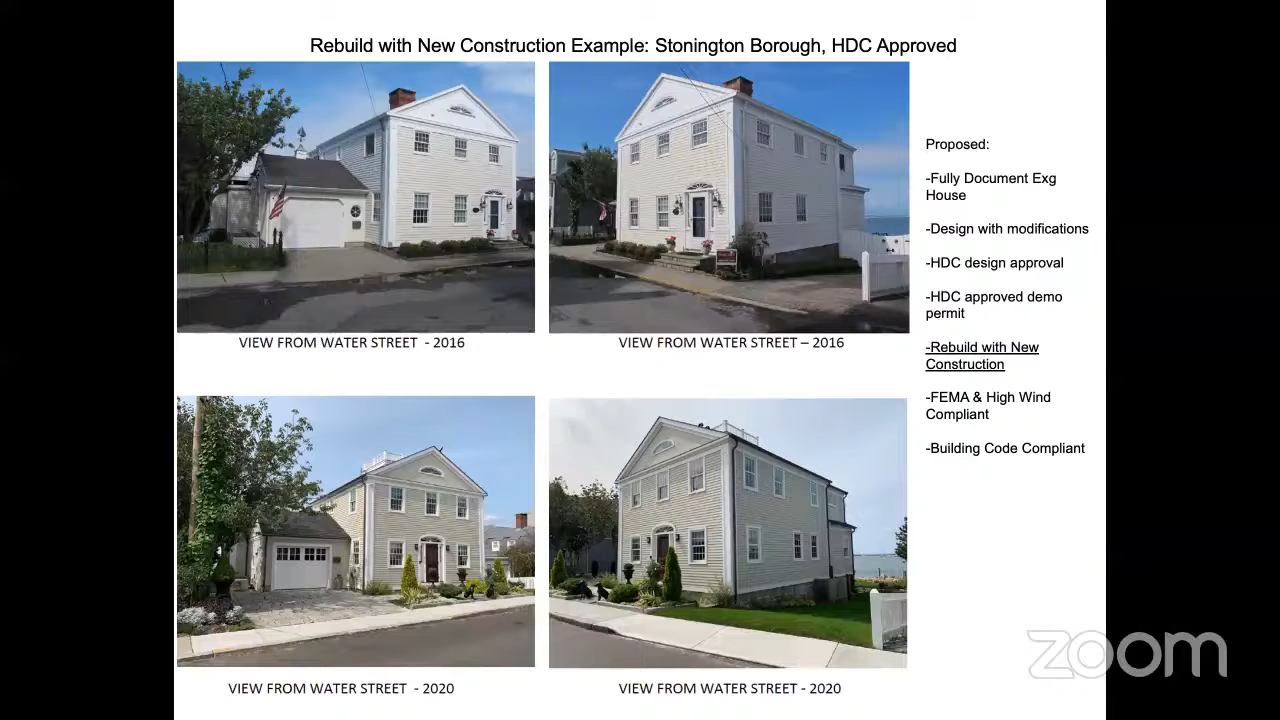 Rebuild with New Construction Example: Stonington Borough, HDC Approved
VIEW FROM WATER STREET - 2016
VIEW FROM WATER STREET – 2016
VIEW FROM WATER STREET - 2020
VIEW FROM WATER STREET - 2020
Proposed:
-Fully Document Exg
House
-Design with modifications
-HDC design approval
-HDC approved demo
permit
-Rebuild with New
Construction
-FEMA & High Wind
Compliant
-Building Code Compliant
zoom